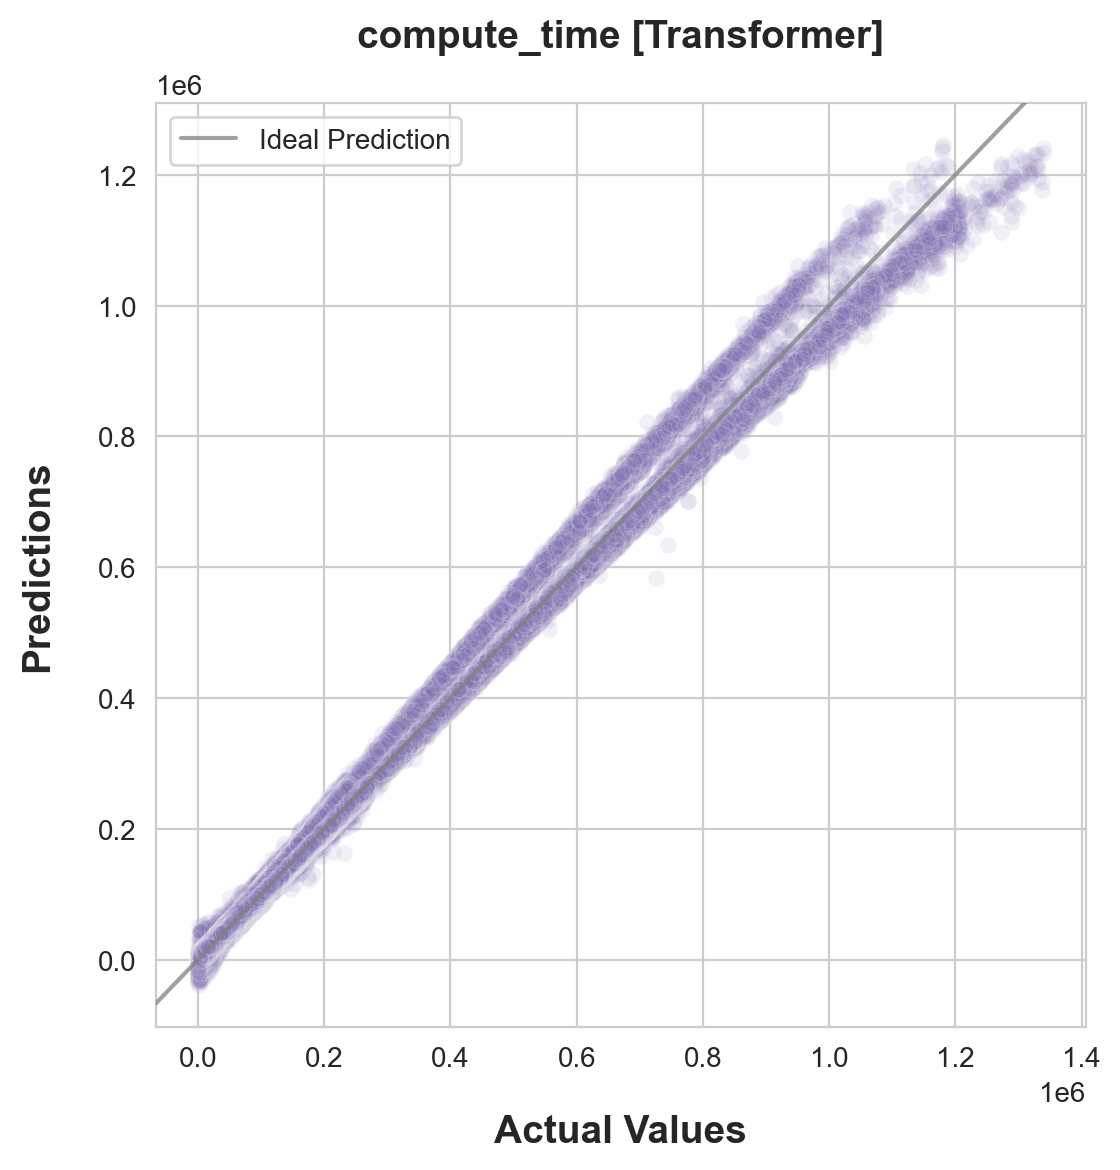 compute_time [Transformer]
1e6
Ideal Prediction
1.2
1.0
0.8
0.6
0.4
0.2
0.0
Predictions
0.0 0.2 0.4 0.6 0.8 1.0 1.2 1.4
1e6
Actual Values